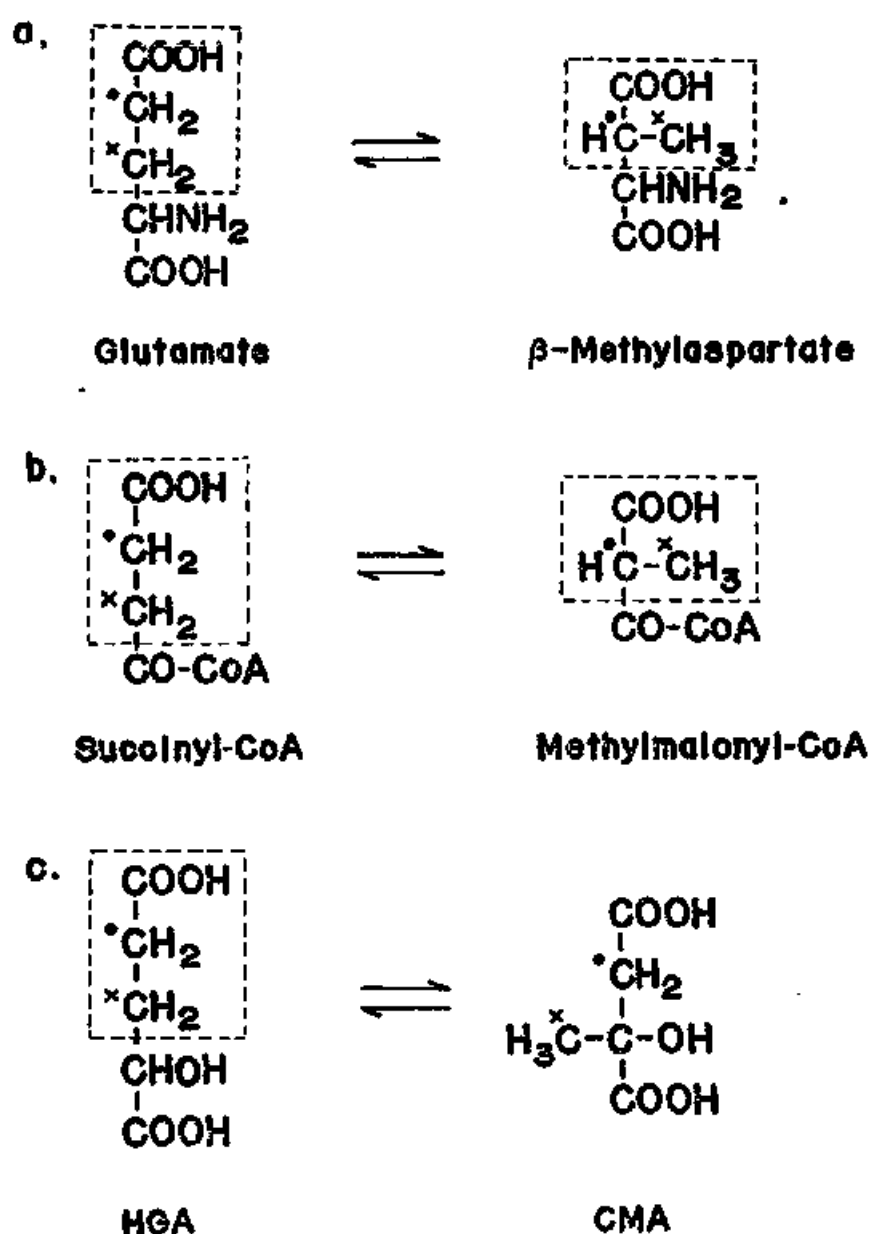 a.
COOH
•CH2
×CH2
CHNH2
COOH
Glutamate
COOH
H•C-×CH3
CHNH2
COOH
β-Methylaspartate
b.
COOH
•CH2
×CH2
CO-CoA
Succinyl-CoA
COOH
H•C-×CH3
CO-CoA
Methylmalonyl-CoA
c.
COOH
•CH2
×CH2
CHOH
COOH
HGA
COOH
•CH2
H3×C-C-OH
COOH
CMA